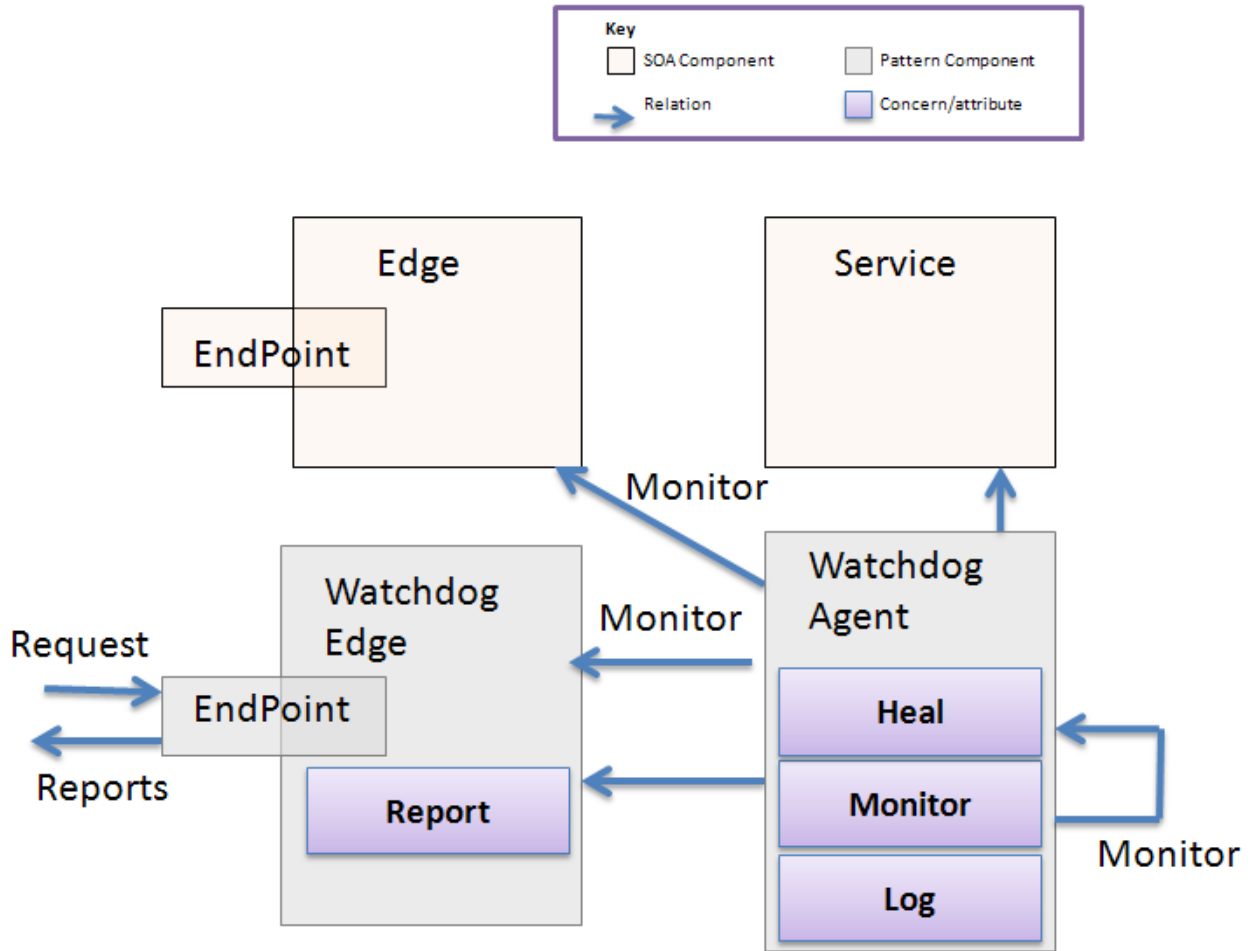 Key
SOA Component
Pattern Component
Relation
Concern/attribute
Edge
Service
EndPoint
Monitor
Watchdog
Agent
Watchdog
Edge
Monitor
Request
EndPoint
Heal
Reports
Report
Monitor
Monitor
Log